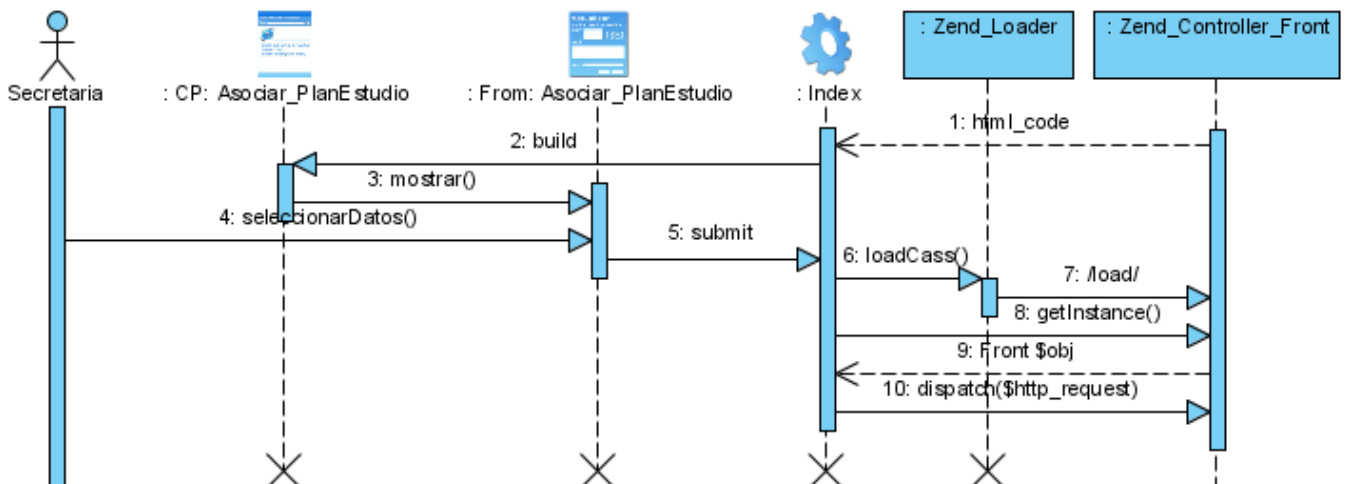 : Zend_Loader
: Zend_Controller_Front
Secretaria
: CP: Asociar_PlanEstudio
: From: Asociar_PlanEstudio
: Index
1: html_code
2: build
3: mostrar()
4: seleccionarDatos()
5: submit
6: loadCass()
7: /load/
8: getInstance()
9: Front $obj
10: dispatch($http_request)